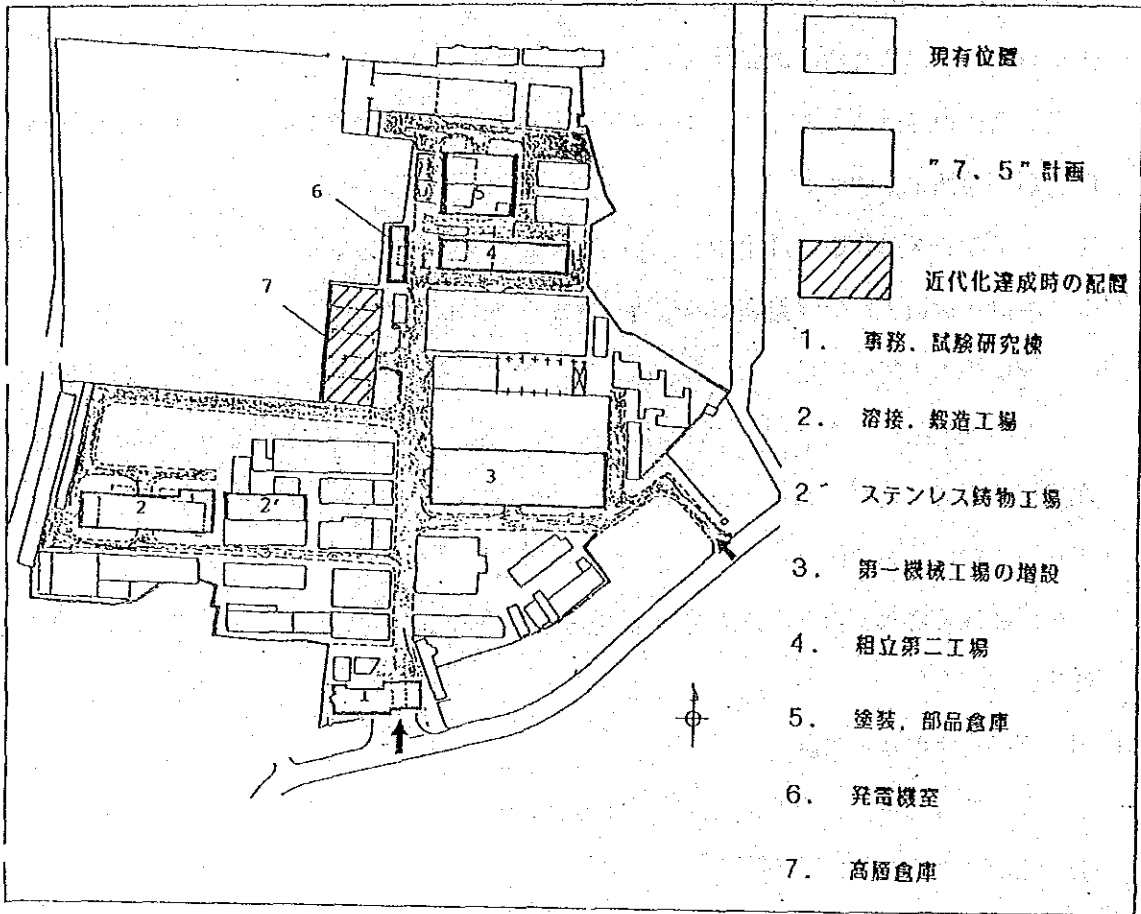 現有位置
"7.5"計画
近代化達成時の配置
1. 事務.試験研究棟
2. 溶接.鍛造工場
2' ステンレス鋳物工場
3. 第一機械工場の増設
4. 組立第二工場
5. 塗装.部品倉庫
6. 発電機室
7. 高層倉庫
6
5
4
7
3
2
2'
1